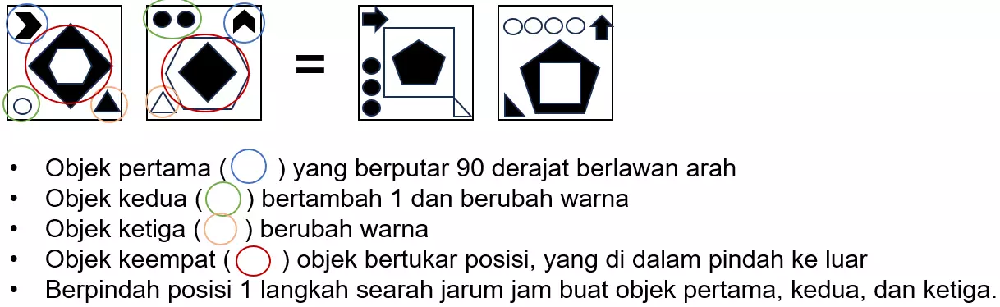 =
• Objek pertama ( ) yang berputar 90 derajat berlawan arah
• Objek kedua ( ) bertambah 1 dan berubah warna
• Objek ketiga ( ) berubah warna
• Objek keempat ( ) objek bertukar posisi, yang di dalam pindah ke luar
• Berpindah posisi 1 langkah searah jarum jam buat objek pertama, kedua, dan ketiga.